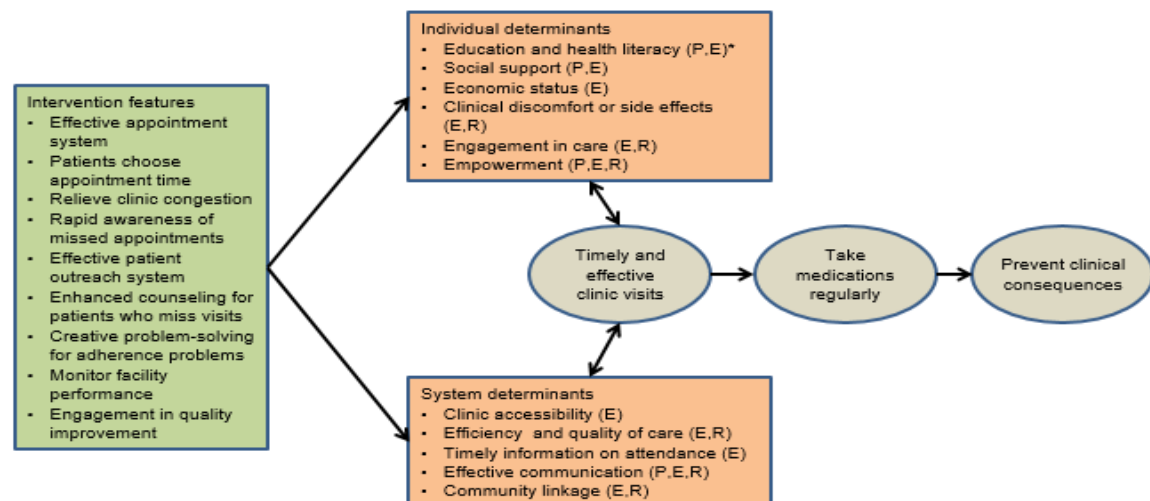 Intervention features
• Effective appointment
system
• Patients choose
appointment time
• Relieve clinic congestion
• Rapid awareness of
missed appointments
• Effective patient
outreach system
• Enhanced counseling for
patients who miss visits
• Creative problem-solving
for adherence problems
• Monitor facility
performance
• Engagement in quality
improvement
Individual determinants
• Education and health literacy (P,E)*
• Social support (P,E)
• Economic status (E)
• Clinical discomfort or side effects
(E,R)
• Engagement in care (E,R)
• Empowerment (P,E,R)
Timely and
effective
clinic visits
Take
medications
regularly
Prevent clinical
consequences
System determinants
• Clinic accessibility (E)
• Efficiency and quality of care (E,R)
• Timely information on attendance (E)
• Effective communication (P,E,R)
• Community linkage (E,R)